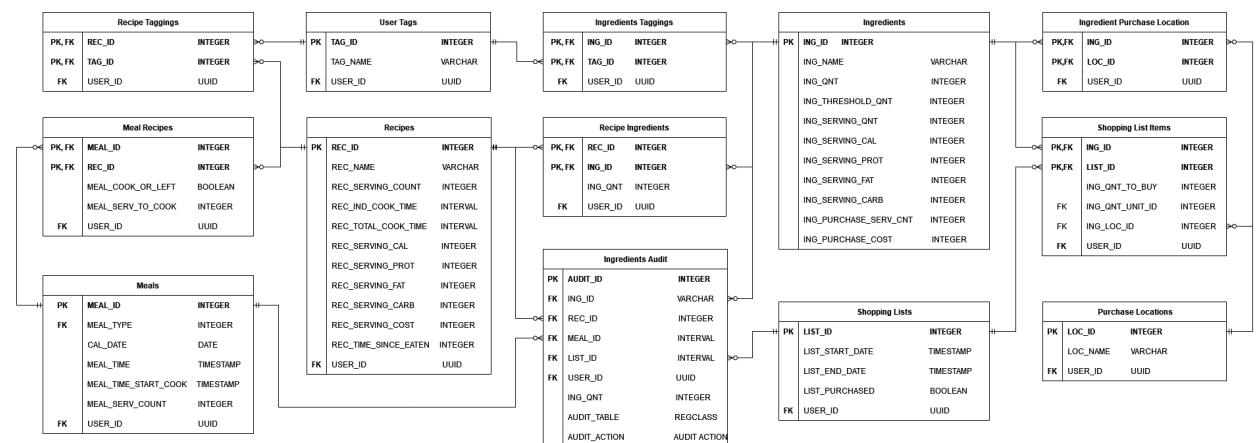 Recipe Taggings
PK, FK REC_ID INTEGER
PK, FK TAG_ID INTEGER
FK USER_ID UUID
User Tags
PK TAG_ID INTEGER
TAG_NAME VARCHAR
FK USER_ID UUID
Ingredients Taggings
PK, FK ING_ID INTEGER
PK, FK TAG_ID INTEGER
FK USER_ID UUID
Ingredients
PK ING_ID INTEGER
ING_NAME VARCHAR
ING_QNT INTEGER
ING_THRESHOLD_QNT INTEGER
ING_SERVING_QNT INTEGER
ING_SERVING_CAL INTEGER
ING_SERVING_PROT INTEGER
ING_SERVING_FAT INTEGER
ING_SERVING_CARB INTEGER
ING_PURCHASE_SERV_CNT INTEGER
ING_PURCHASE_COST INTEGER
Ingredient Purchase Location
PK,FK ING_ID INTEGER
PK,FK LOC_ID INTEGER
FK USER_ID UUID
Meal Recipes
PK, FK MEAL_ID INTEGER
PK, FK REC_ID INTEGER
MEAL_COOK_OR_LEFT BOOLEAN
MEAL_SERV_TO_COOK INTEGER
FK USER_ID UUID
Recipes
PK REC_ID INTEGER
REC_NAME VARCHAR
REC_SERVING_COUNT INTEGER
REC_IND_COOK_TIME INTERVAL
REC_TOTAL_COOK_TIME INTERVAL
REC_SERVING_CAL INTEGER
REC_SERVING_PROT INTEGER
REC_SERVING_FAT INTEGER
REC_SERVING_CARB INTEGER
REC_SERVING_COST INTEGER
REC_TIME_SINCE_EATEN INTEGER
FK USER_ID UUID
Recipe Ingredients
PK, FK REC_ID INTEGER
PK, FK ING_ID INTEGER
ING_QNT INTEGER
FK USER_ID UUID
Shopping List Items
PK,FK ING_ID INTEGER
PK,FK LIST_ID INTEGER
ING_QNT_TO_BUY INTEGER
FK ING_QNT_UNIT_ID INTEGER
FK ING_LOC_ID INTEGER
FK USER_ID UUID
Meals
PK MEAL_ID INTEGER
FK MEAL_TYPE INTEGER
CAL_DATE DATE
MEAL_TIME TIMESTAMP
MEAL_TIME_START_COOK TIMESTAMP
MEAL_SERV_COUNT INTEGER
FK USER_ID UUID
Ingredients Audit
PK AUDIT_ID INTEGER
FK ING_ID VARCHAR
FK REC_ID INTEGER
FK MEAL_ID INTERVAL
FK LIST_ID INTERVAL
FK USER_ID UUID
ING_QNT INTEGER
AUDIT_TABLE REGCLASS
AUDIT_ACTION AUDIT ACTION
Shopping Lists
PK LIST_ID INTEGER
LIST_START_DATE TIMESTAMP
LIST_END_DATE TIMESTAMP
LIST_PURCHASED BOOLEAN
FK USER_ID UUID
Purchase Locations
PK LOC_ID INTEGER
LOC_NAME VARCHAR
FK USER_ID UUID